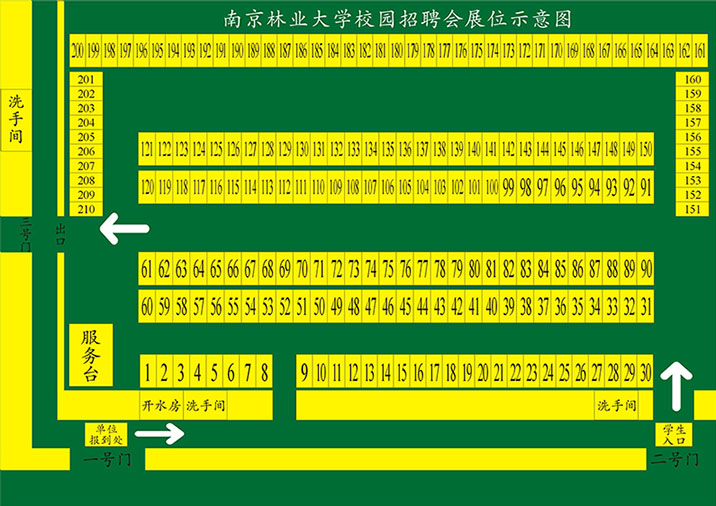 南京林业大学校园招聘会展位示意图
200 199 198 197 196 195 194 193 192 191 190 189 188 187 186 185 184 183 182 181 180 179 178 177 176 175 174 173 172 171 170 169 168 167 166 165 164 163 162 161
洗手间
201 160
202 159
203 158
204 157
205 156
206 155
207 154
208 153
209 152
210 151
121 122 123 124 125 126 127 128 129 130 131 132 133 134 135 136 137 138 139 140 141 142 143 144 145 146 147 148 149 150
120 119 118 117 116 115 114 113 112 111 110 109 108 107 106 105 104 103 102 101 100 99 98 97 96 95 94 93 92 91
三号门 出口
61 62 63 64 65 66 67 68 69 70 71 72 73 74 75 76 77 78 79 80 81 82 83 84 85 86 87 88 89 90
60 59 58 57 56 55 54 53 52 51 50 49 48 47 46 45 44 43 42 41 40 39 38 37 36 35 34 33 32 31
服务台
1 2 3 4 5 6 7 8 9 10 11 12 13 14 15 16 17 18 19 20 21 22 23 24 25 26 27 28 29 30
开水房 洗手间 洗手间
单位
报到处
学生
入口
一号门 二号门